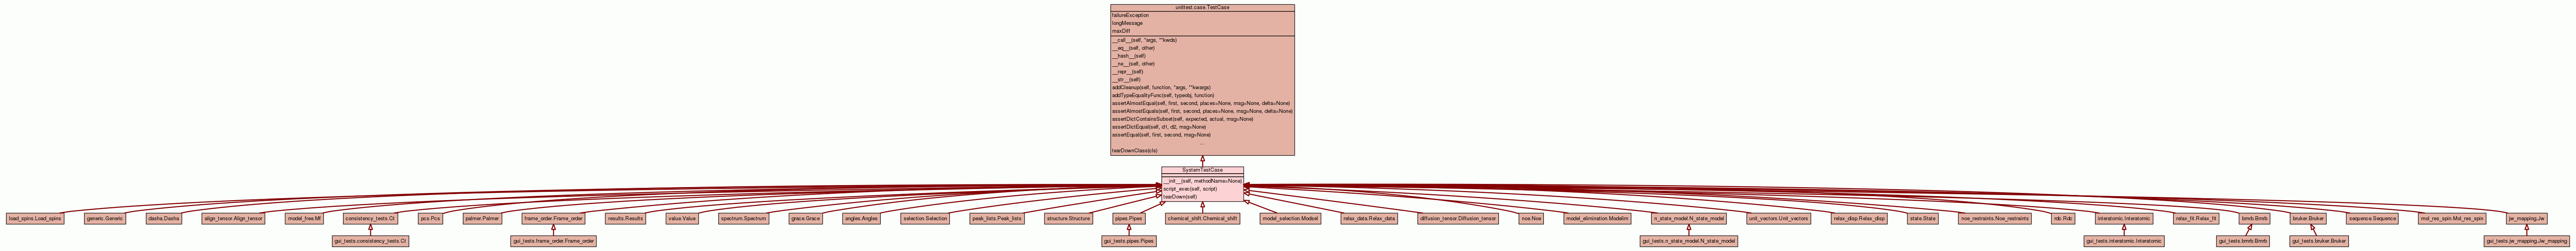 unittest.case.TestCase
failureException
longMessage
maxDiff
__call__(self, *args, **kwds)
__eq__(self, other)
__hash__(self)
__ne__(self, other)
__repr__(self)
__str__(self)
addCleanup(self, function, *args, **kwargs)
addTypeEqualityFunc(self, typeobj, function)
assertAlmostEqual(self, first, second, places=None, msg=None, delta=None)
assertAlmostEquals(self, first, second, places=None, msg=None, delta=None)
assertDictContainsSubset(self, expected, actual, msg=None)
assertDictEqual(self, d1, d2, msg=None)
assertEqual(self, first, second, msg=None)
...
tearDownClass(cls)
SystemTestCase
__init__(self, methodName=None)
script_exec(self, script)
tearDown(self)
load_spins.Load_spins
generic.Generic
dasha.Dasha
align_tensor.Align_tensor
model_free.Mf
consistency_tests.Ct
pcs.Pcs
palmer.Palmer
frame_order.Frame_order
results.Results
value.Value
spectrum.Spectrum
grace.Grace
angles.Angles
selection.Selection
peak_lists.Peak_lists
structure.Structure
pipes.Pipes
chemical_shift.Chemical_shift
model_selection.Modsel
relax_data.Relax_data
diffusion_tensor.Diffusion_tensor
noe.Noe
model_elimination.Modelim
n_state_model.N_state_model
unit_vectors.Unit_vectors
relax_disp.Relax_disp
state.State
noe_restraints.Noe_restraints
rdc.Rdc
interatomic.Interatomic
relax_fit.Relax_fit
bmrb.Bmrb
bruker.Bruker
sequence.Sequence
mol_res_spin.Mol_res_spin
jw_mapping.Jw
gui_tests.consistency_tests.Ct
gui_tests.frame_order.Frame_order
gui_tests.pipes.Pipes
gui_tests.n_state_model.N_state_model
gui_tests.interatomic.Interatomic
gui_tests.bmrb.Bmrb
gui_tests.bruker.Bruker
gui_tests.jw_mapping.Jw_mapping